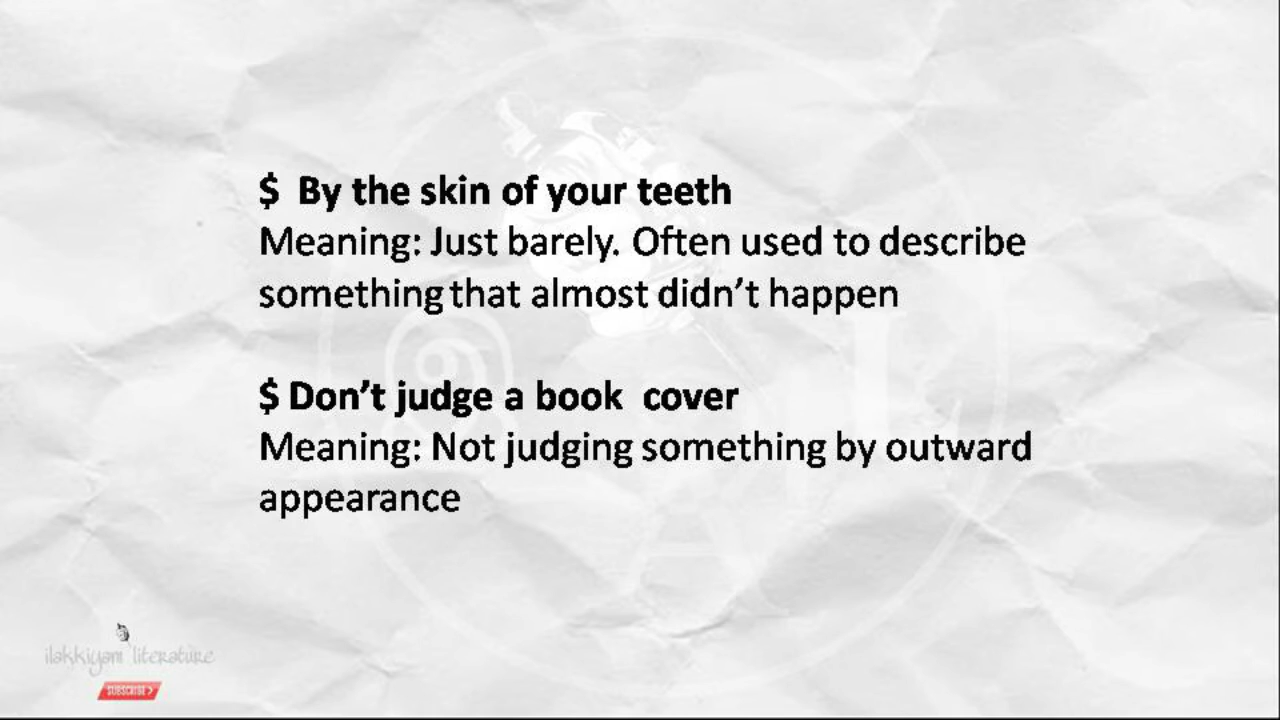 $ By the skin of your teeth
Meaning: Just barely. Often used to describe
something that almost didn't happen
$ Don't judge a book cover
Meaning: Not judging something by outward
appearance
ilakkiyani literature
SUBSCRIBE >